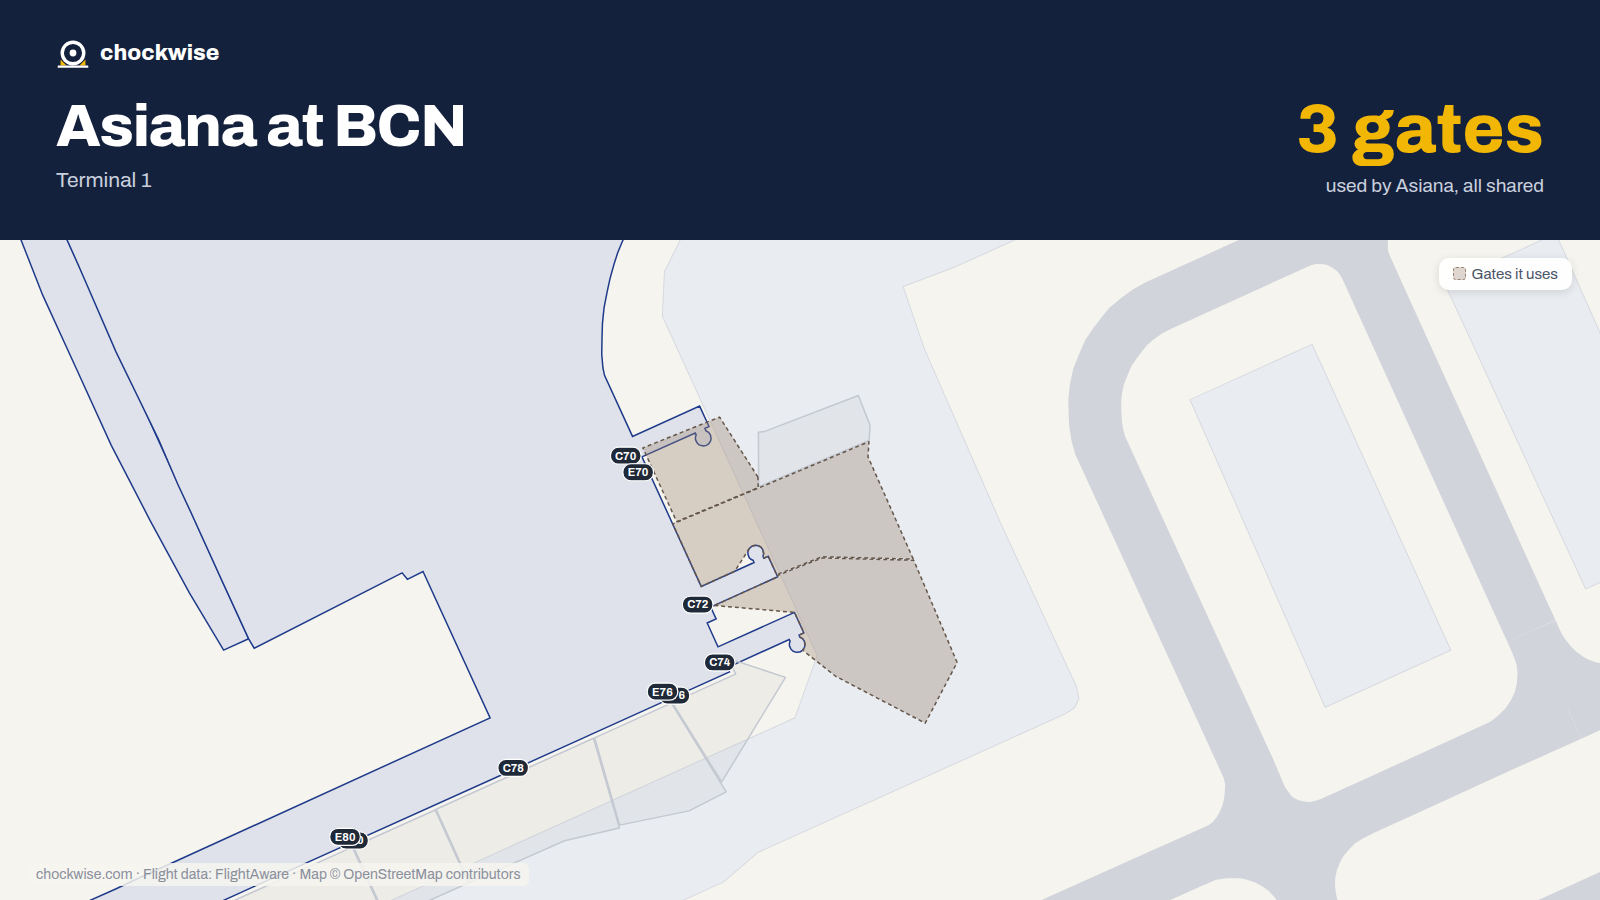 chockwise
Asiana at BCN
Terminal 1
3 gates
used by Asiana, all shared
Gates it uses
C70
E70
C72
C74
E76
C78
E80
chockwise.com · Flight data: FlightAware · Map © OpenStreetMap contributors